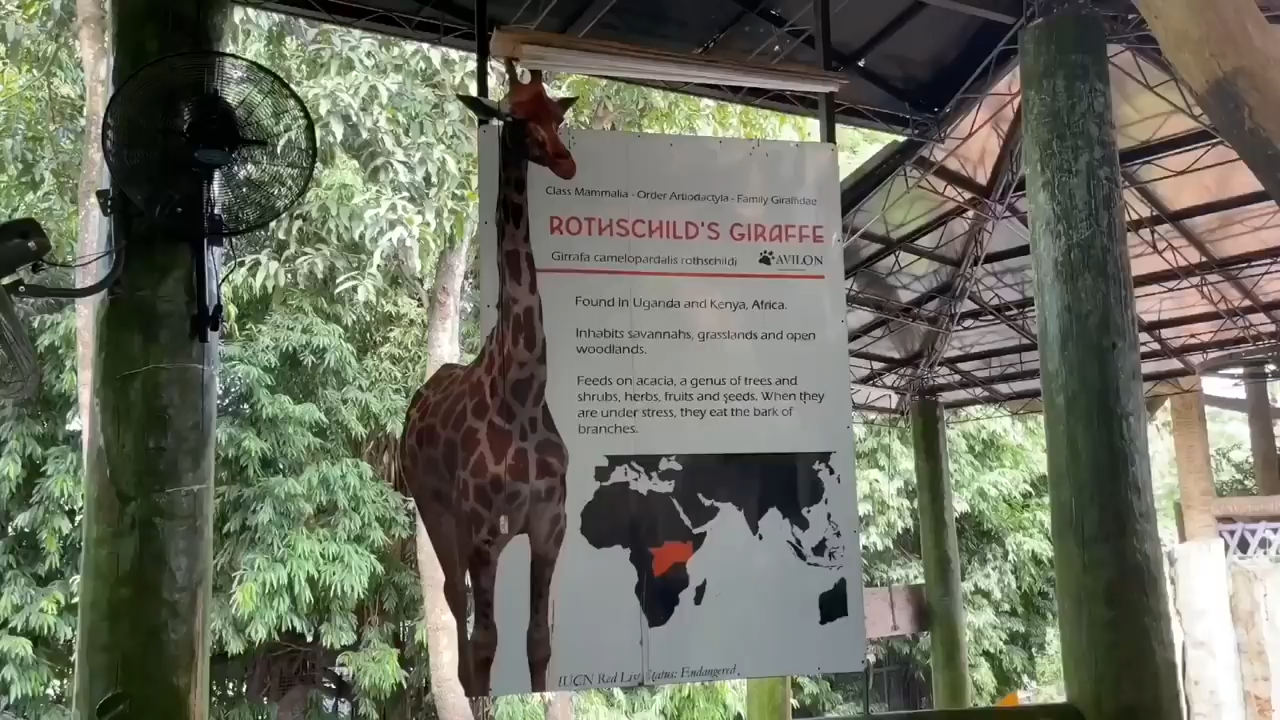 Class Mammalia - Order Artiodactyla - Family Giraffidae
ROTHSCHILD'S GIRAFFE
Girrafa camelopardalis rothschildi
AVILON
Found in Uganda and Kenya, Africa.
Inhabits savannahs, grasslands and open
woodlands.
Feeds on acacia, a genus of trees and
shrubs, herbs, fruits and seeds. When they
are under stress, they eat the bark of
branches.
IUCN Red List Status: Endangered